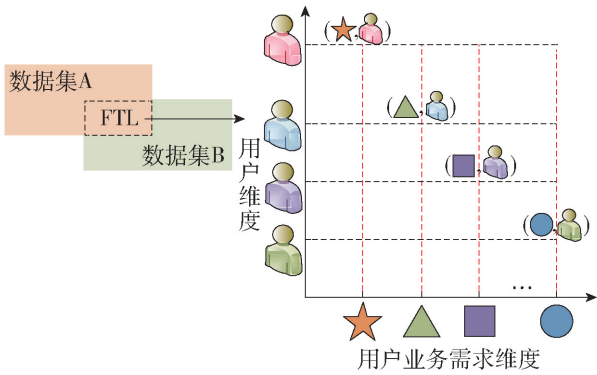 数据集A
FTL
数据集B
用户维度
( , )
( , )
( , )
( , )
…
用户业务需求维度